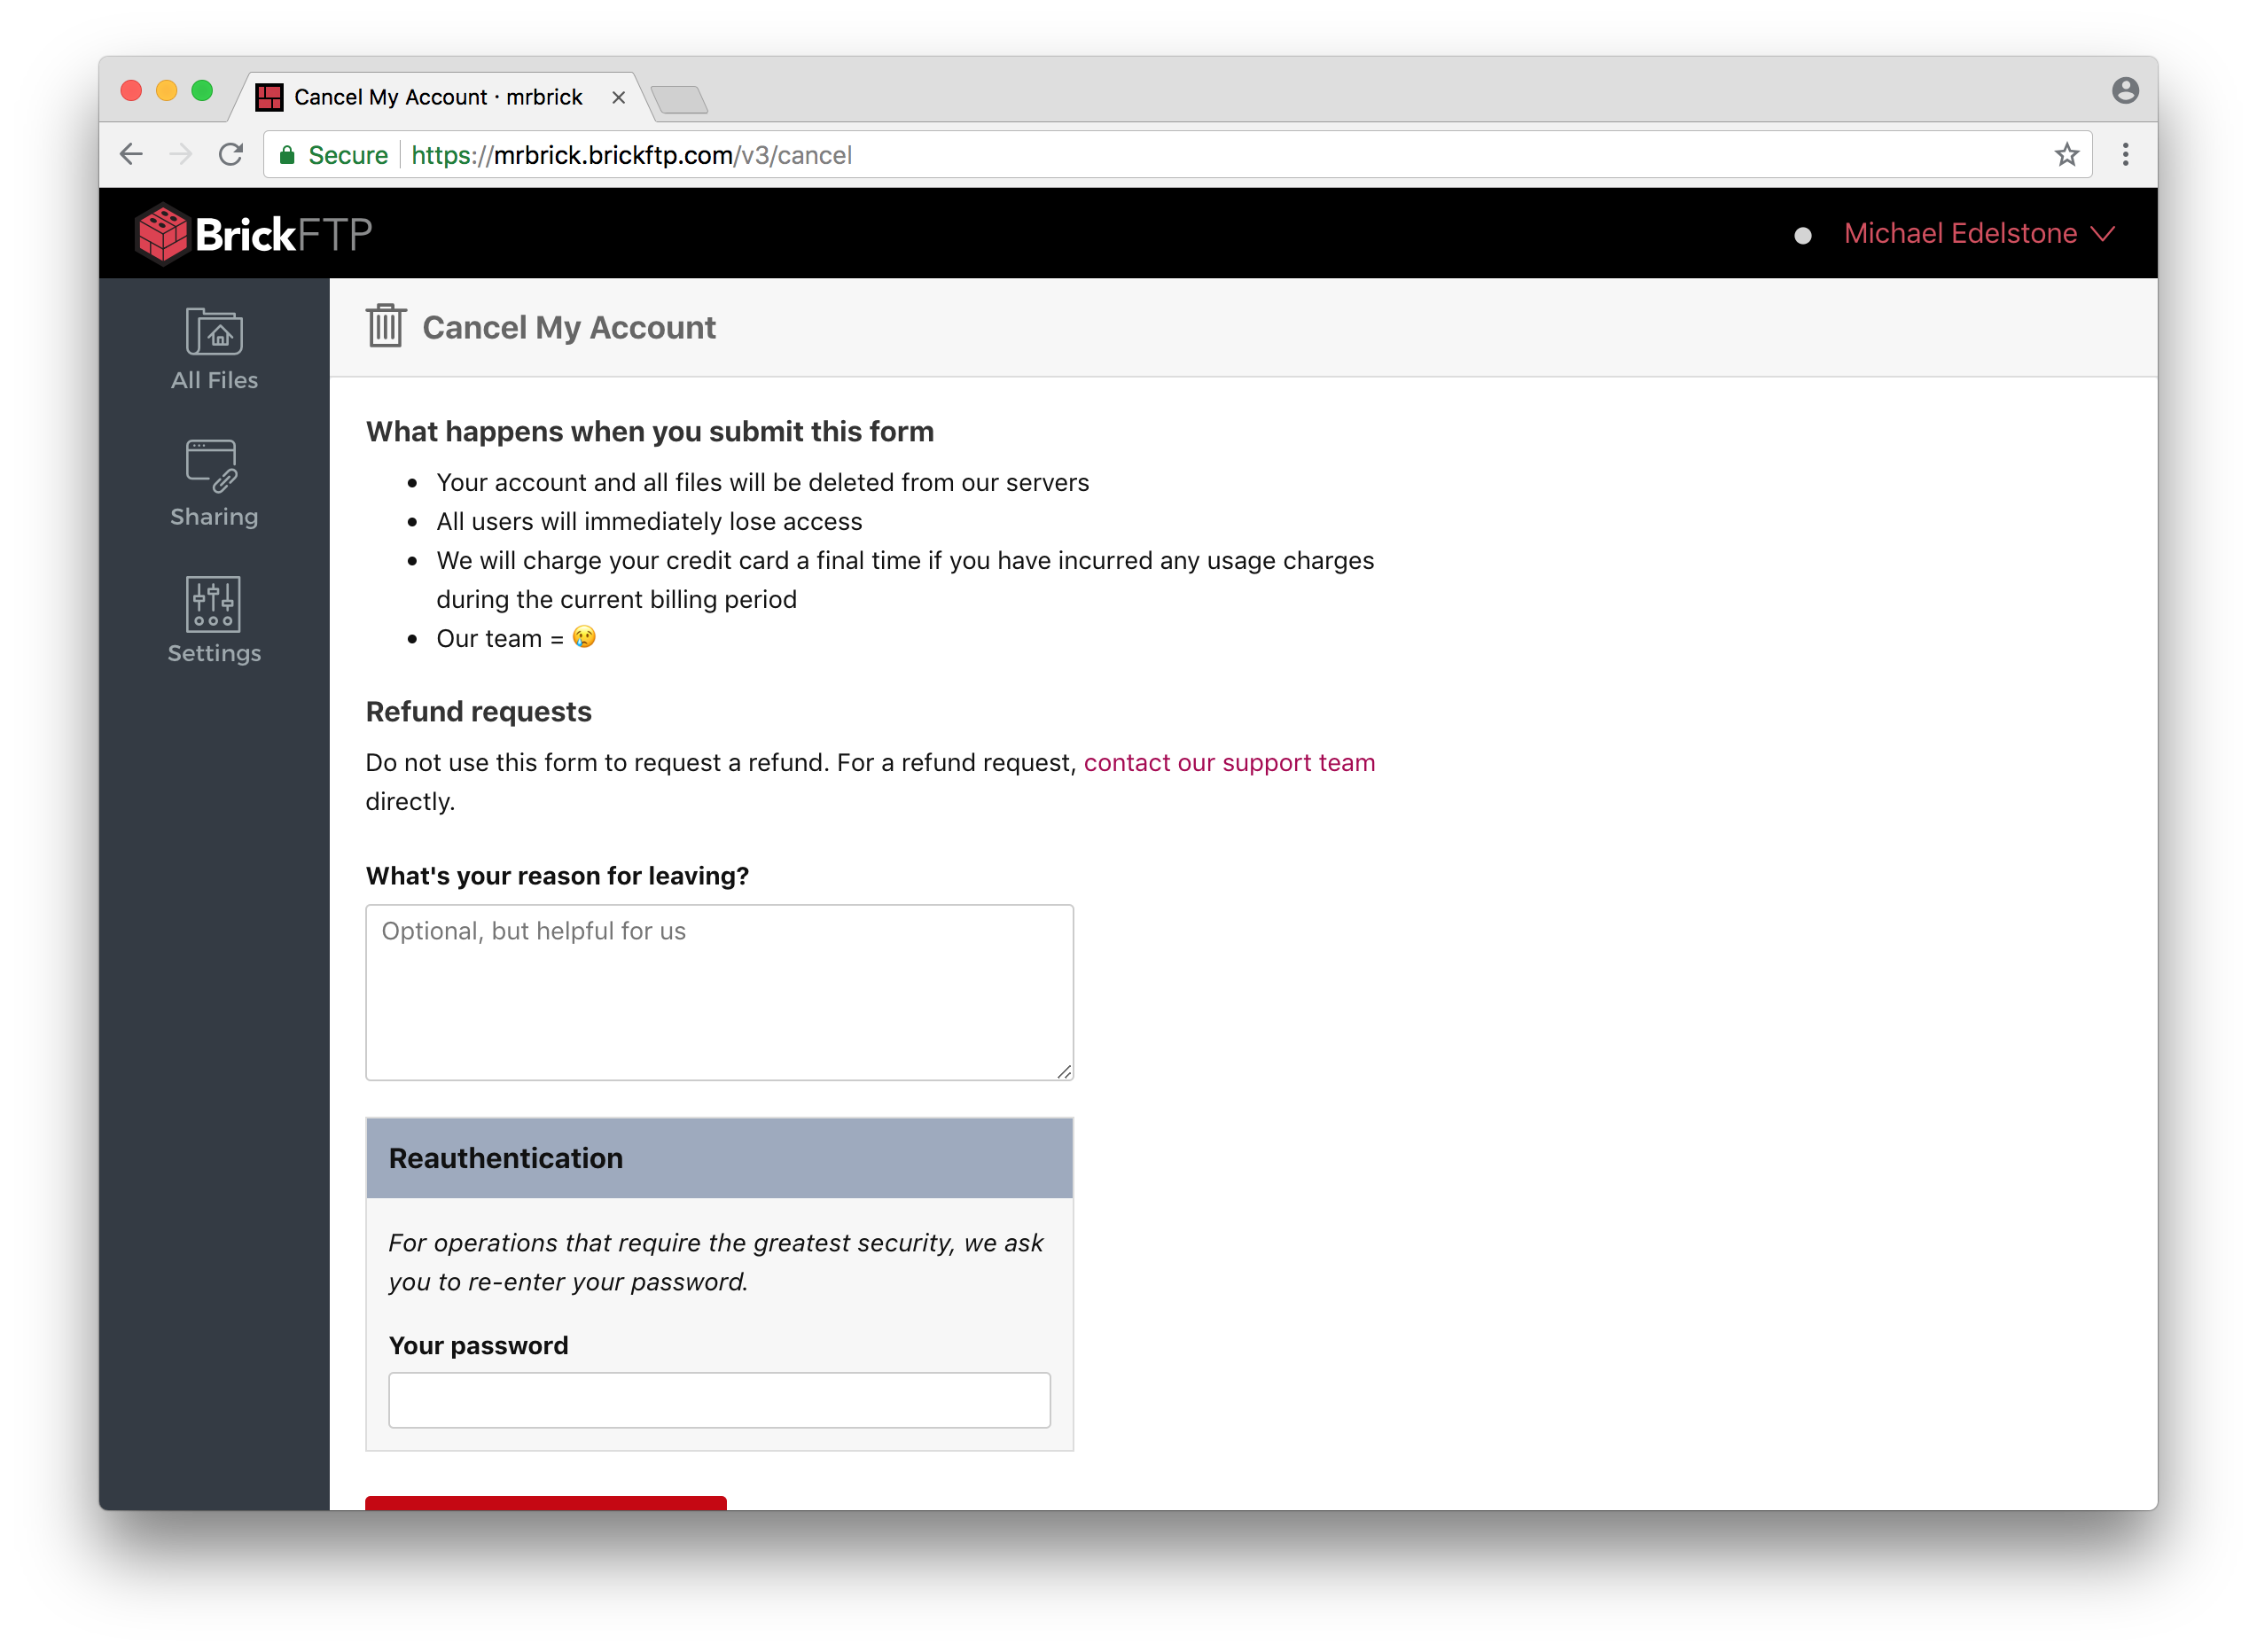 Cancel My Account · mrbrick
Secure
https://mrbrick.brickftp.com/v3/cancel
BrickFTP
Michael Edelstone
All Files
Sharing
Settings
Cancel My Account
What happens when you submit this form
• Your account and all files will be deleted from our servers
• All users will immediately lose access
• We will charge your credit card a final time if you have incurred any usage charges
during the current billing period
• Our team = 😢
Refund requests
Do not use this form to request a refund. For a refund request, contact our support team
directly.
What's your reason for leaving?
Optional, but helpful for us
Reauthentication
For operations that require the greatest security, we ask
you to re-enter your password.
Your password